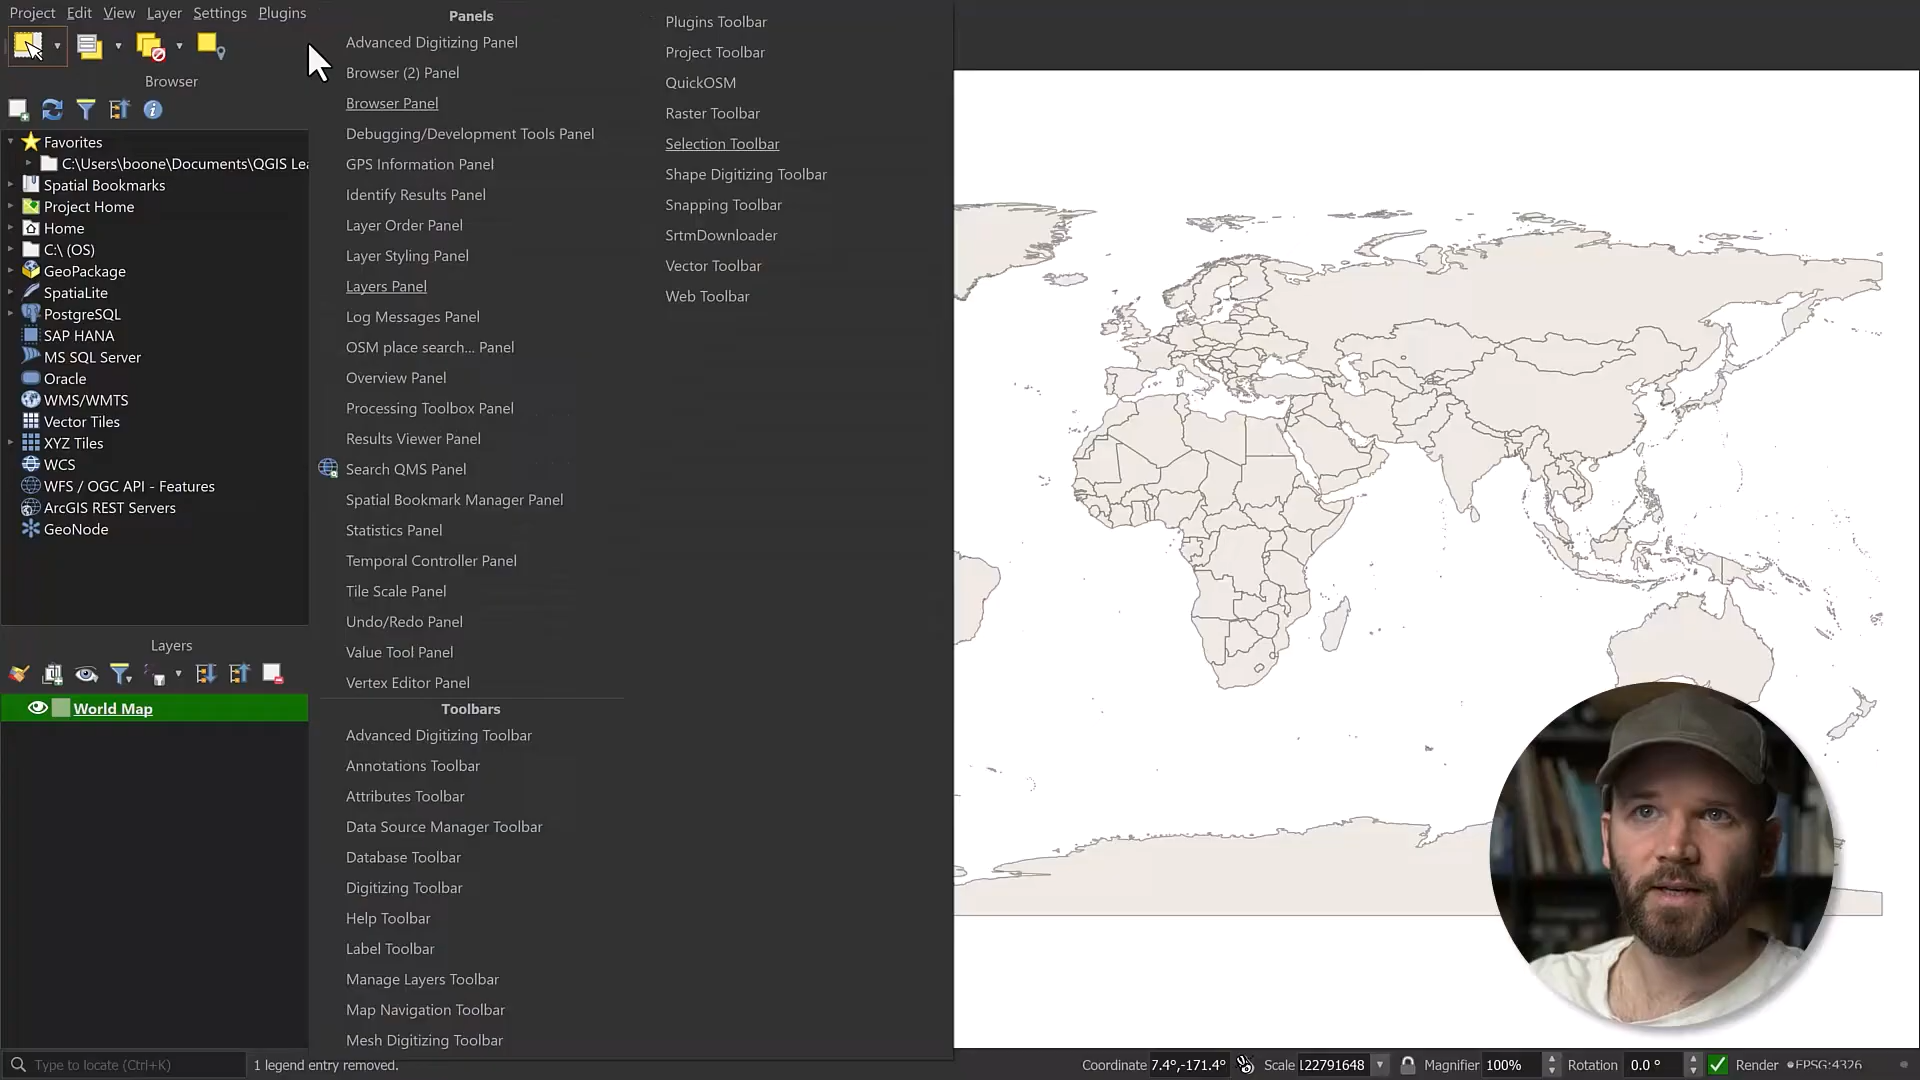 Project Edit View Layer Settings Plugins
Browser
Favorites
C:\Users\boone\Documents\QGIS Lea
Spatial Bookmarks
Project Home
Home
C:\ (OS)
GeoPackage
SpatiaLite
PostgreSQL
SAP HANA
MS SQL Server
Oracle
WMS/WMTS
Vector Tiles
XYZ Tiles
WCS
WFS / OGC API - Features
ArcGIS REST Servers
GeoNode
Layers
World Map
Panels
Advanced Digitizing Panel
Browser (2) Panel
Browser Panel
Debugging/Development Tools Panel
GPS Information Panel
Identify Results Panel
Layer Order Panel
Layer Styling Panel
Layers Panel
Log Messages Panel
OSM place search... Panel
Overview Panel
Processing Toolbox Panel
Results Viewer Panel
Search QMS Panel
Spatial Bookmark Manager Panel
Statistics Panel
Temporal Controller Panel
Tile Scale Panel
Undo/Redo Panel
Value Tool Panel
Vertex Editor Panel
Toolbars
Advanced Digitizing Toolbar
Annotations Toolbar
Attributes Toolbar
Data Source Manager Toolbar
Database Toolbar
Digitizing Toolbar
Help Toolbar
Label Toolbar
Manage Layers Toolbar
Map Navigation Toolbar
Mesh Digitizing Toolbar
Plugins Toolbar
Project Toolbar
QuickOSM
Raster Toolbar
Selection Toolbar
Shape Digitizing Toolbar
Snapping Toolbar
SrtmDownloader
Vector Toolbar
Web Toolbar
Type to locate (Ctrl+K) 1 legend entry removed. Coordinate 7.4°,-171.4° Scale 1:22791648 Magnifier 100% Rotation 0.0 ° Render EPSG:4326